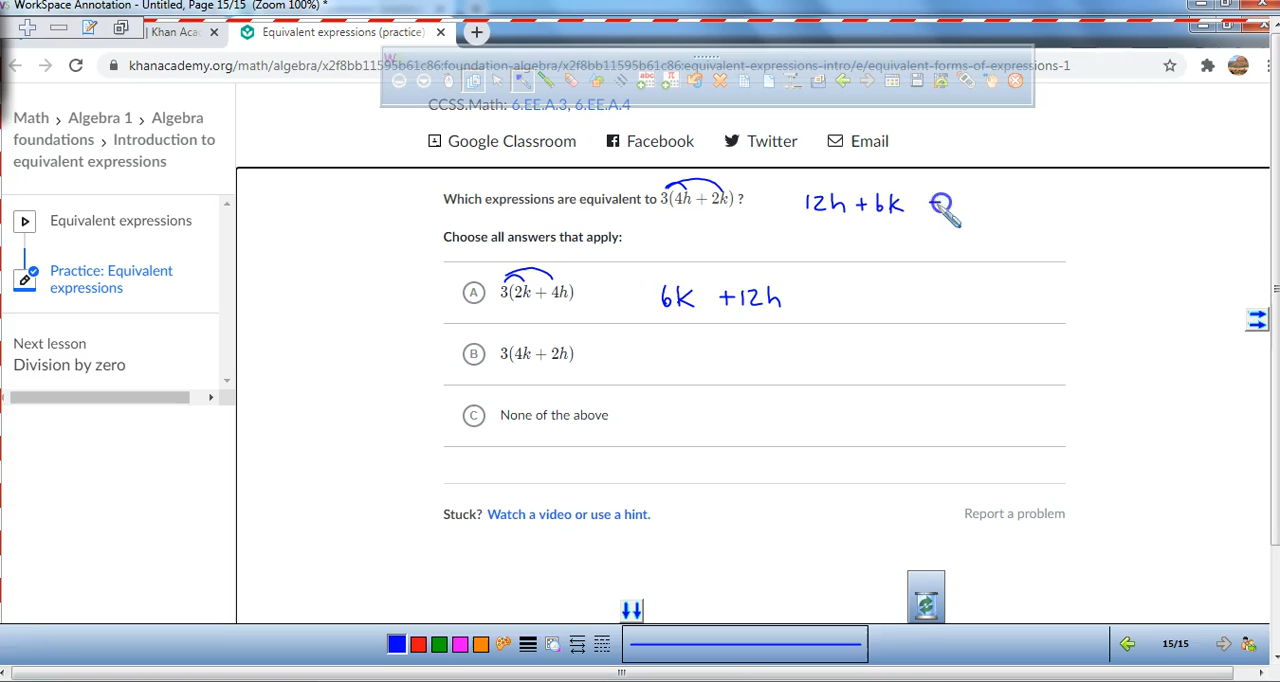 WorkSpace Annotation - Untitled, Page 15/15 (Zoom 100%) *
Khan Aca
Equivalent expressions (practice)
khanacademy.org/math/algebra/x2f8bb11595b61c86:foundation-algebra/x2f8bb11595b61c86:equivalent-expressions-intro/e/equivalent-forms-of-expressions-1
CCSS.Math: 6.EE.A.3, 6.EE.A.4
Math > Algebra 1 > Algebra
foundations > Introduction to
equivalent expressions
Google Classroom Facebook Twitter Email
Equivalent expressions
Practice: Equivalent
expressions
Next lesson
Division by zero
Which expressions are equivalent to 3(4h + 2k) ?
12h + 6k
Choose all answers that apply:
A 3(2k + 4h)
6k +12h
B 3(4k + 2h)
C None of the above
Stuck? Watch a video or use a hint.
Report a problem
15/15